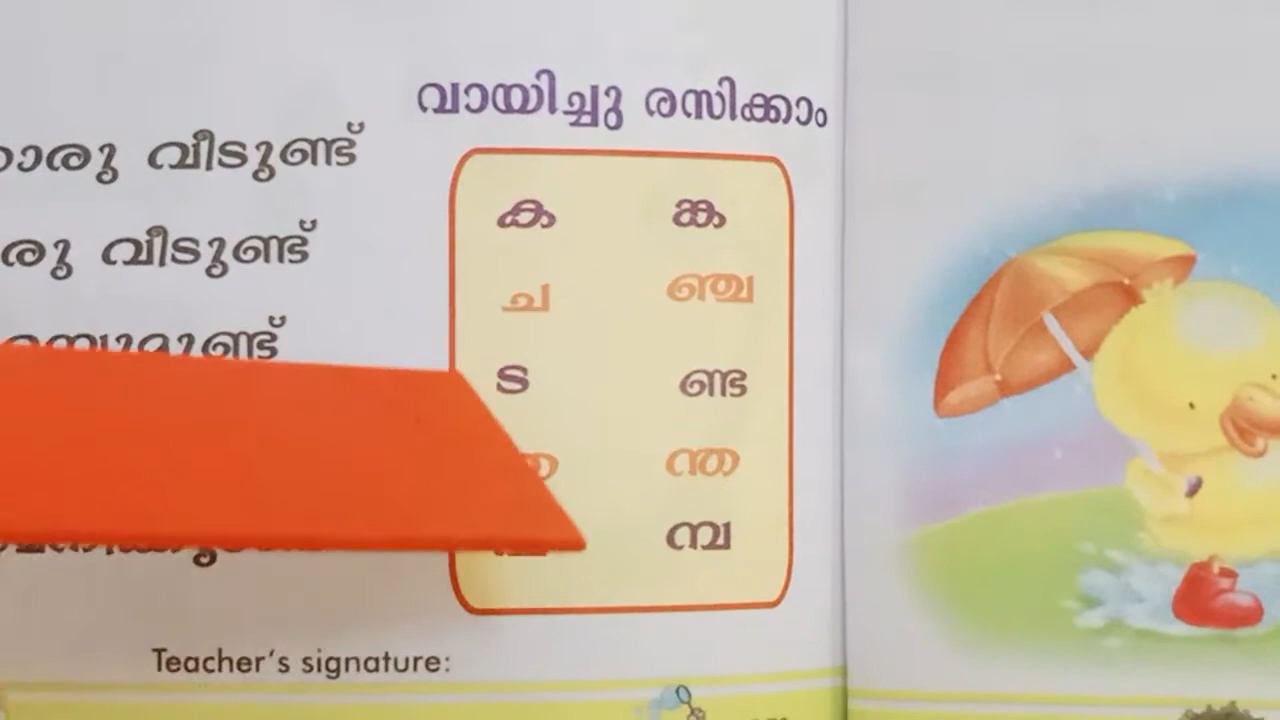 വായിച്ചു രസിക്കാം
വീടുണ്ട്
വീടുണ്ട്
ക ങ്ക
ച ഞ്ച
ട ണ്ട
ന്ത
മ്പ
Teacher's signature: